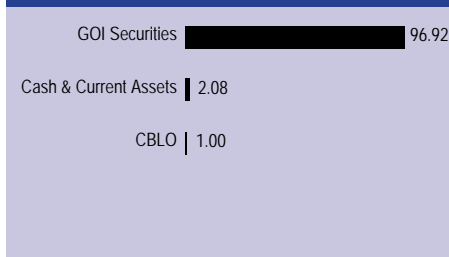 GOI Securities 96.92
Cash & Current Assets 2.08
CBLO 1.00